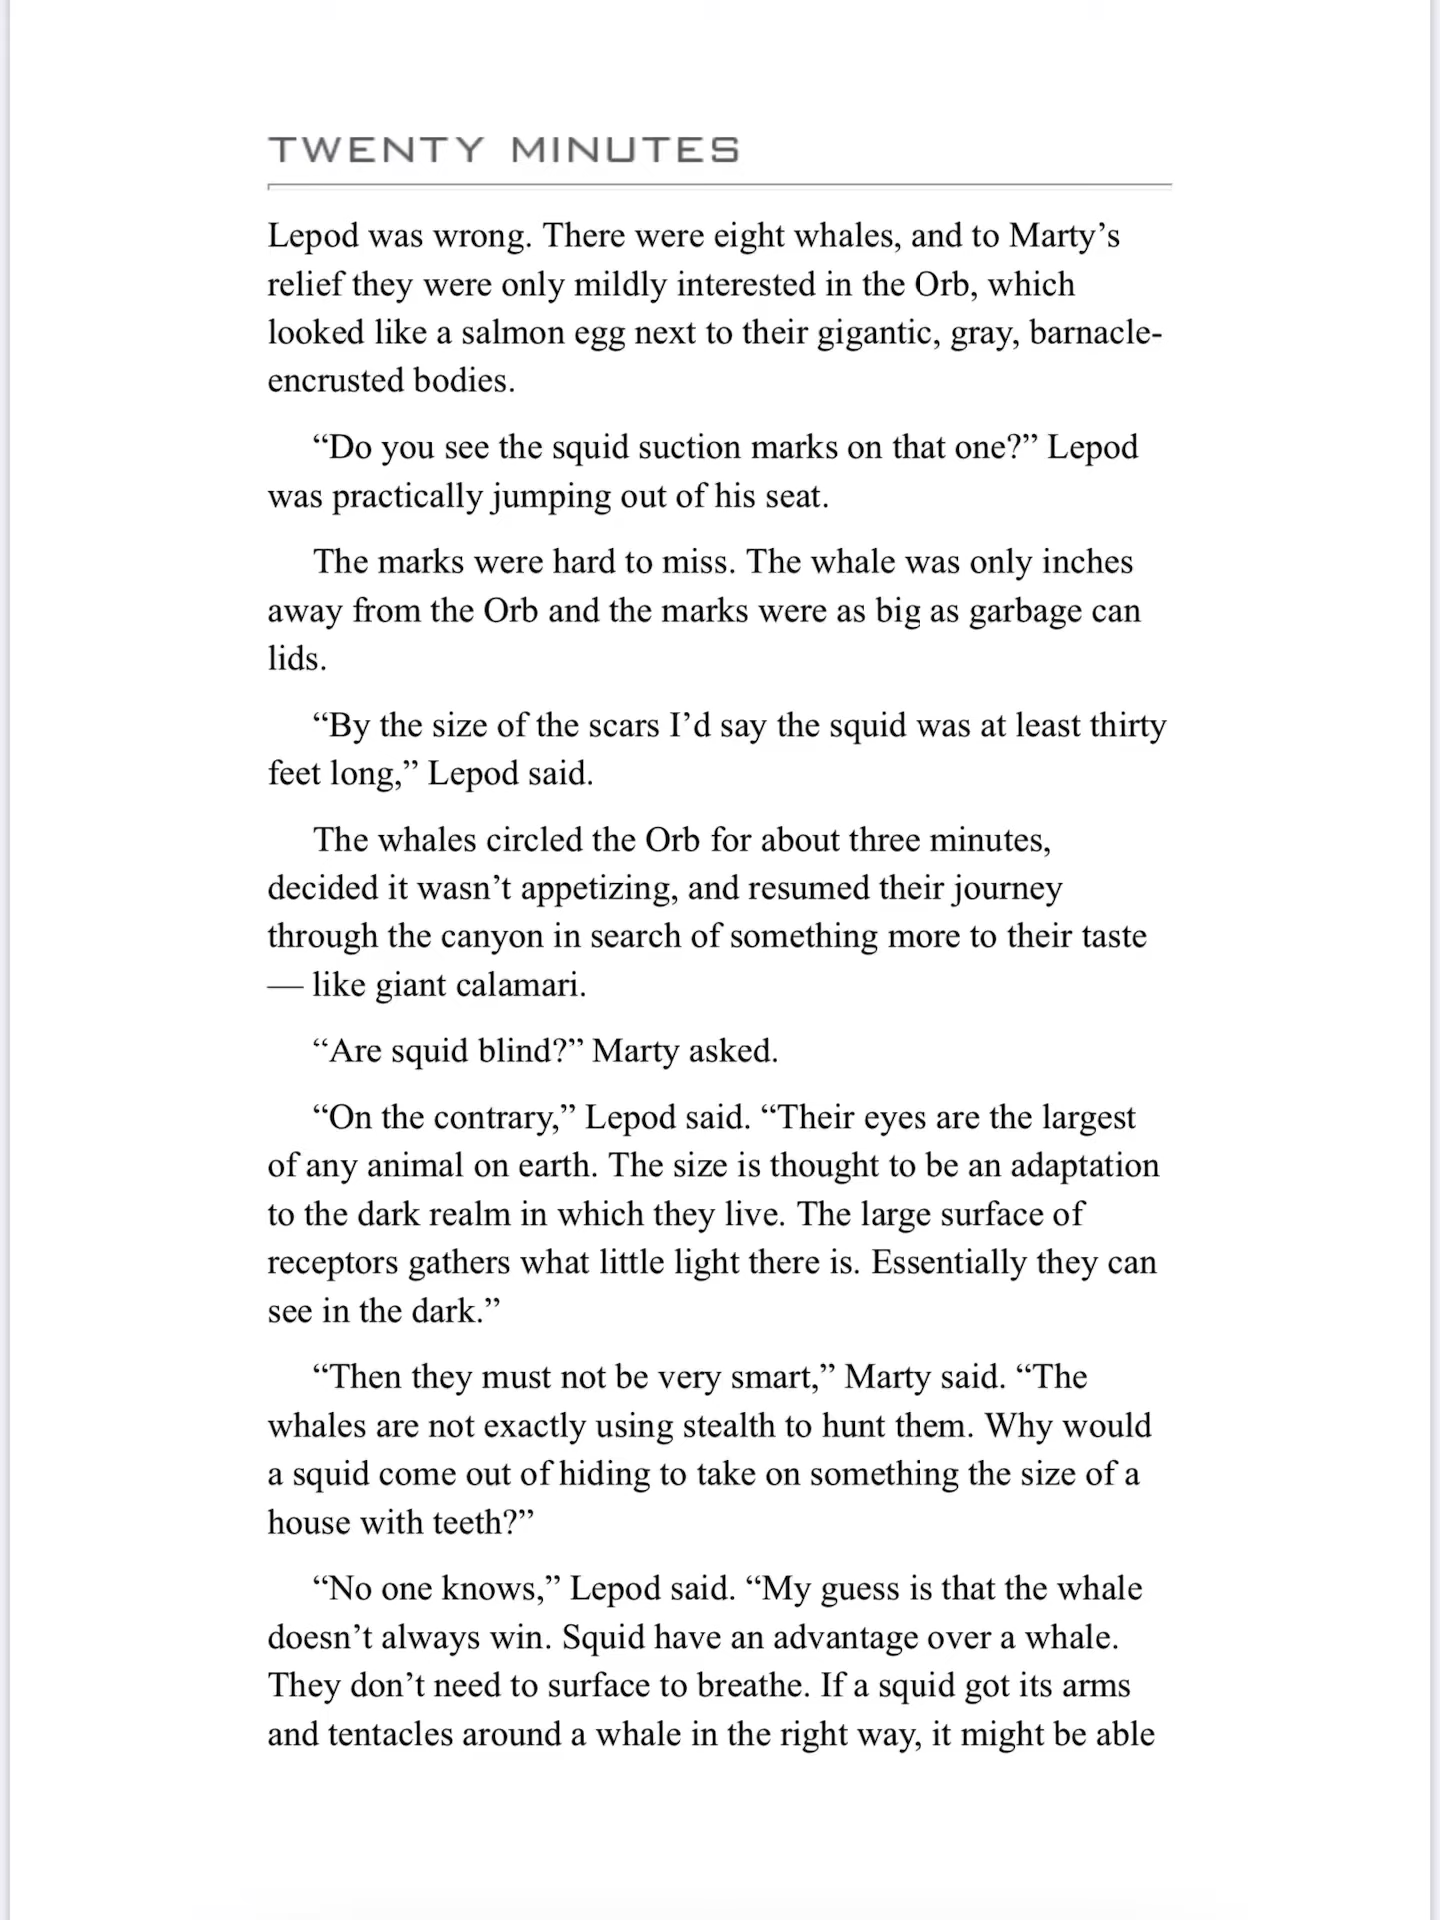 TWENTY MINUTES
Lepod was wrong. There were eight whales, and to Marty’s
relief they were only mildly interested in the Orb, which
looked like a salmon egg next to their gigantic, gray, barnacle-
encrusted bodies.
“Do you see the squid suction marks on that one?” Lepod
was practically jumping out of his seat.
The marks were hard to miss. The whale was only inches
away from the Orb and the marks were as big as garbage can
lids.
“By the size of the scars I’d say the squid was at least thirty
feet long,” Lepod said.
The whales circled the Orb for about three minutes,
decided it wasn’t appetizing, and resumed their journey
through the canyon in search of something more to their taste
— like giant calamari.
“Are squid blind?” Marty asked.
“On the contrary,” Lepod said. “Their eyes are the largest
of any animal on earth. The size is thought to be an adaptation
to the dark realm in which they live. The large surface of
receptors gathers what little light there is. Essentially they can
see in the dark.”
“Then they must not be very smart,” Marty said. “The
whales are not exactly using stealth to hunt them. Why would
a squid come out of hiding to take on something the size of a
house with teeth?”
“No one knows,” Lepod said. “My guess is that the whale
doesn’t always win. Squid have an advantage over a whale.
They don’t need to surface to breathe. If a squid got its arms
and tentacles around a whale in the right way, it might be able